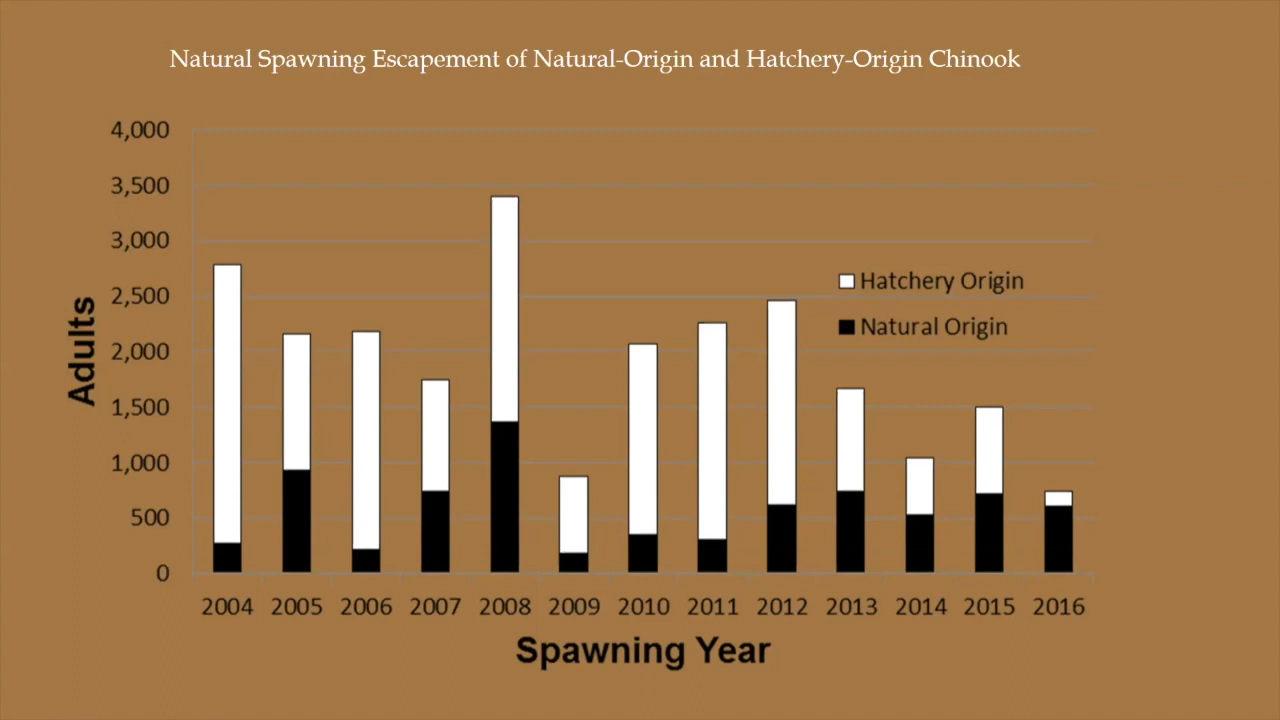 Natural Spawning Escapement of Natural-Origin and Hatchery-Origin Chinook
4,000
3,500
3,000
2,500
2,000
1,500
1,000
500
0
Adults
Hatchery Origin
Natural Origin
2004 2005 2006 2007 2008 2009 2010 2011 2012 2013 2014 2015 2016
Spawning Year